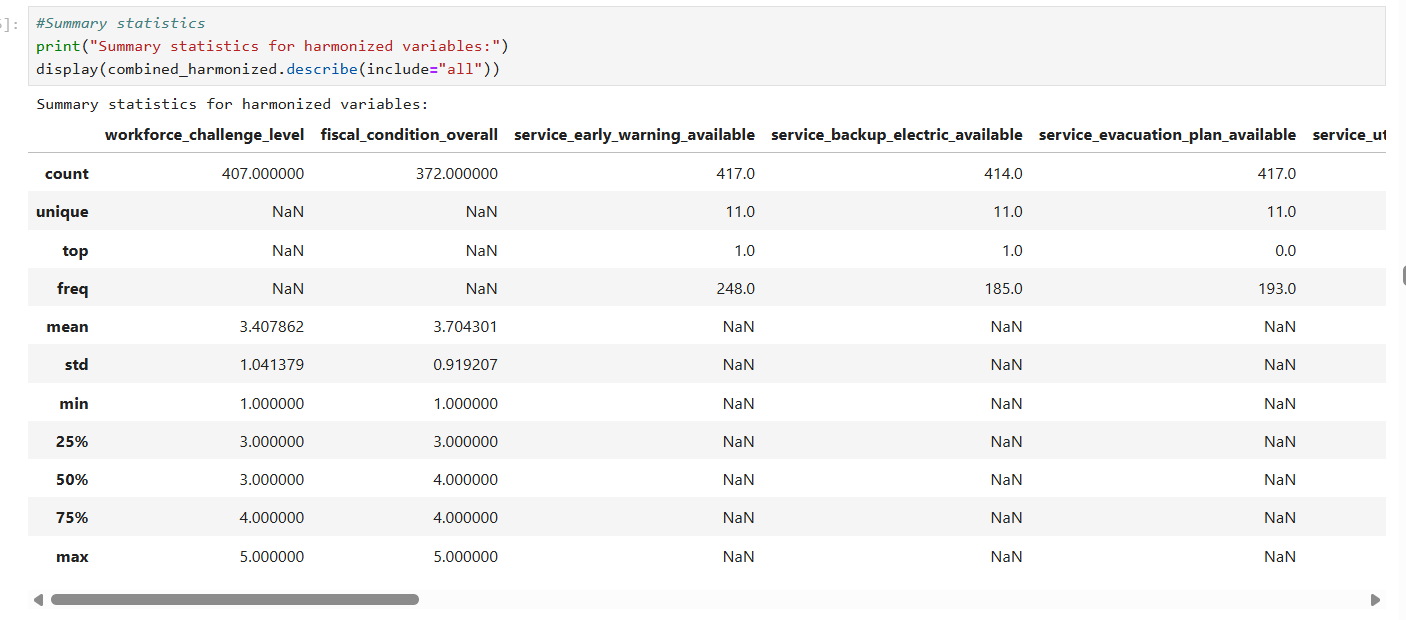 ]:
#Summary statistics
print("Summary statistics for harmonized variables:")
display(combined_harmonized.describe(include="all"))
Summary statistics for harmonized variables:
workforce_challenge_level fiscal_condition_overall service_early_warning_available service_backup_electric_available service_evacuation_plan_available service_ut
count 407.000000 372.000000 417.0 414.0 417.0
unique NaN NaN 11.0 11.0 11.0
top NaN NaN 1.0 1.0 0.0
freq NaN NaN 248.0 185.0 193.0
mean 3.407862 3.704301 NaN NaN NaN
std 1.041379 0.919207 NaN NaN NaN
min 1.000000 1.000000 NaN NaN NaN
25% 3.000000 3.000000 NaN NaN NaN
50% 3.000000 4.000000 NaN NaN NaN
75% 4.000000 4.000000 NaN NaN NaN
max 5.000000 5.000000 NaN NaN NaN